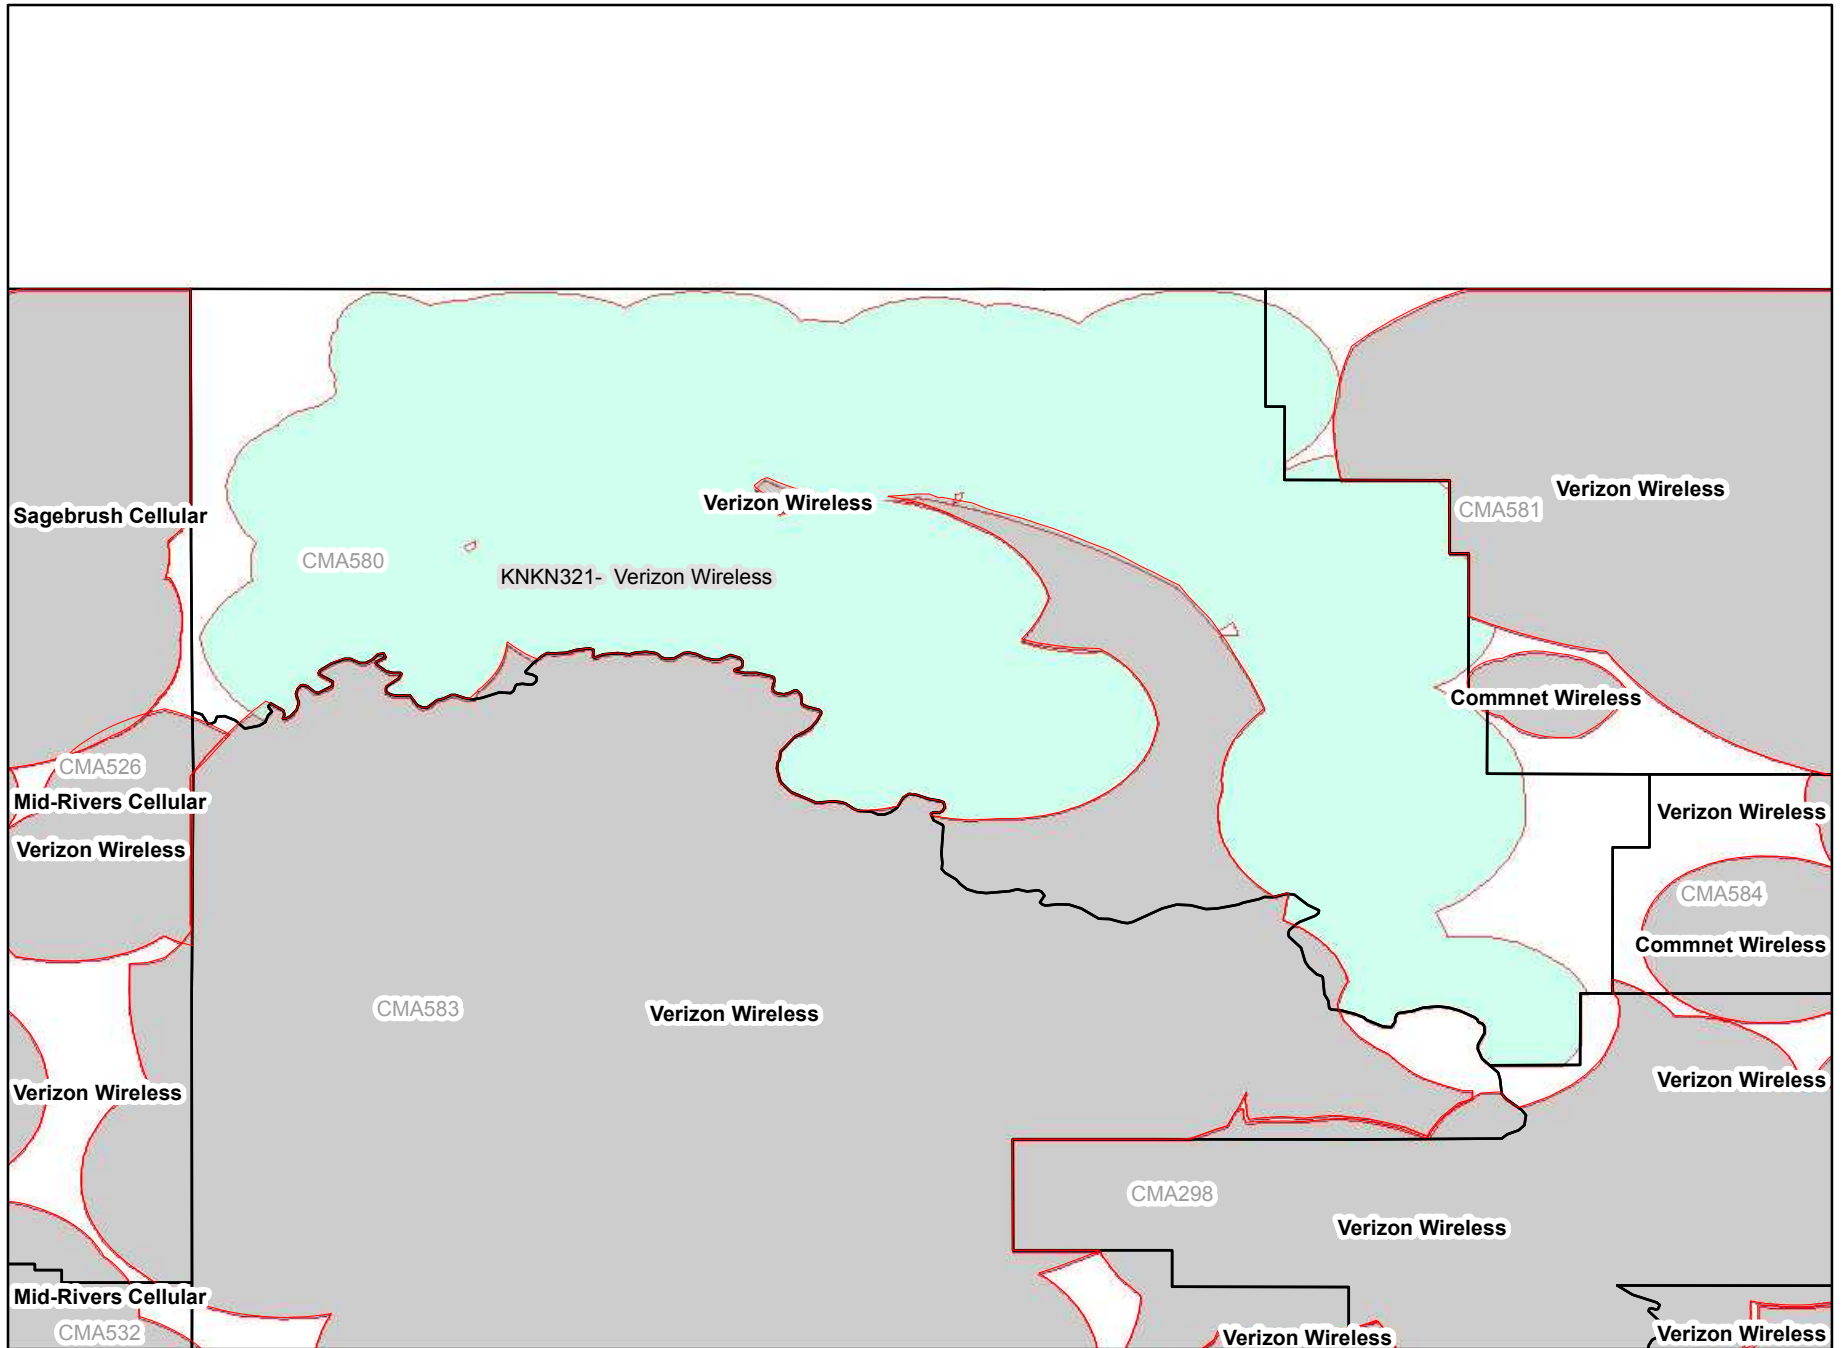 Verizon Wireless
Verizon Wireless
CMA581
Sagebrush Cellular
CMA580
KNKN321- Verizon Wireless
Commnet Wireless
CMA526
Mid-Rivers Cellular
Verizon Wireless
Verizon Wireless
CMA584
Commnet Wireless
CMA583
Verizon Wireless
Verizon Wireless
Verizon Wireless
CMA298
Verizon Wireless
Mid-Rivers Cellular
CMA532
Verizon Wireless
Verizon Wireless